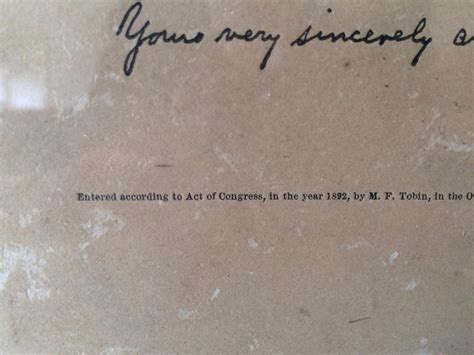 Yours very sincerely
Entered according to Act of Congress, in the year 1892, by M. F. Tobin, in the